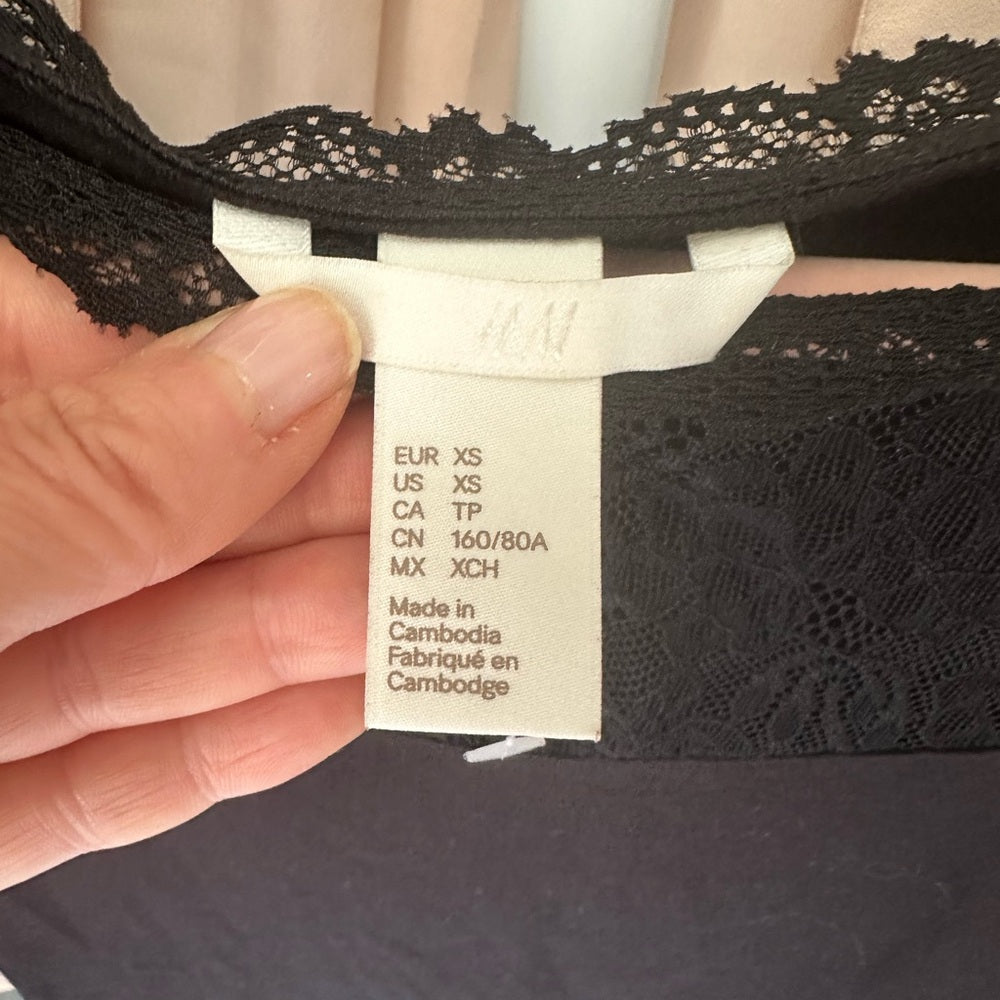 H&M
EUR XS
US XS
CA TP
CN 160/80A
MX XCH
Made in
Cambodia
Fabriqué en
Cambodge